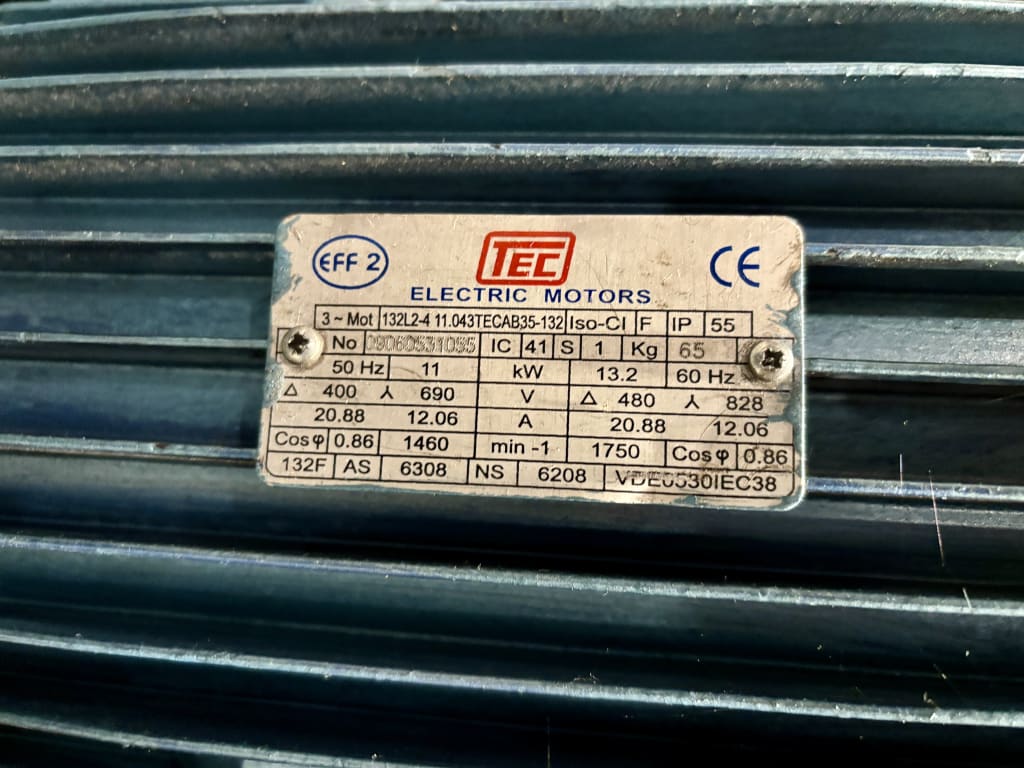 EFF 2 TEC CE
ELECTRIC MOTORS
3 ~ Mot 132L2-4 11.043TECAB35-132 Iso-Cl F IP 55
No 09060531055 IC 41 S 1 Kg 65
50 Hz 11 kW 13.2 60 Hz
Δ 400 ⅄ 690 V Δ 480 ⅄ 828
20.88 12.06 A 20.88 12.06
Cos φ 0.86 1460 min -1 1750 Cos φ 0.86
132F AS 6308 NS 6208 VDE0530IEC38